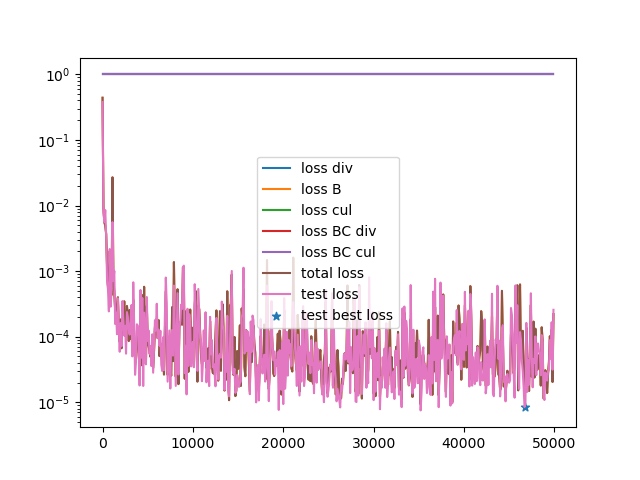 10⁰
10⁻¹
10⁻²
10⁻³
10⁻⁴
10⁻⁵
loss div
loss B
loss cul
loss BC div
loss BC cul
total loss
test loss
test best loss
0 10000 20000 30000 40000 50000